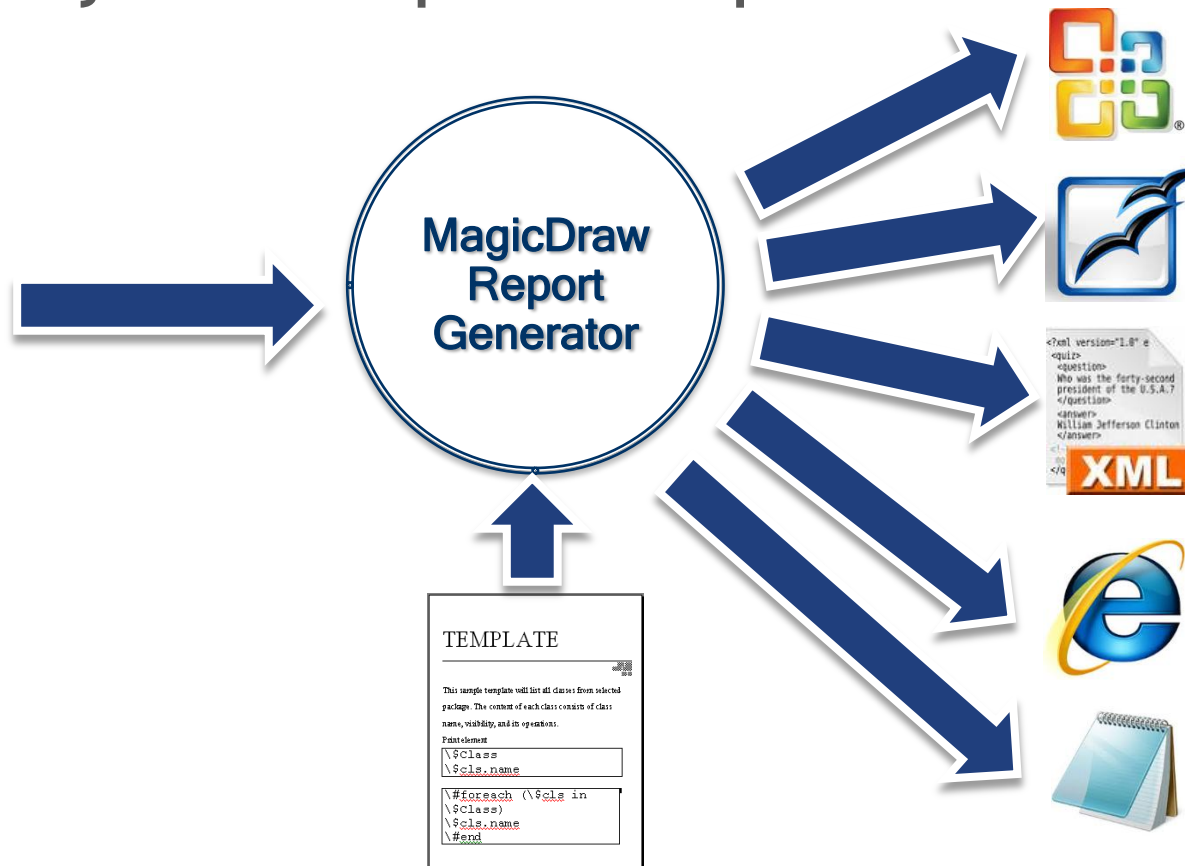 MagicDraw
Report
Generator
<?xml version="1.0" e
<quiz>
<question>
Who was the forty-second
president of the U.S.A.?
</question>
<answer>
William Jefferson Clinton
</answer>
XML
®
TEMPLATE
This sample template will list all classes from selected
package. The content of each class consists of class
name, visibility, and its operations.
Print element
\$Class
\$cls.name
\#foreach (\$cls in
\$Class)
\$cls.name
\#end